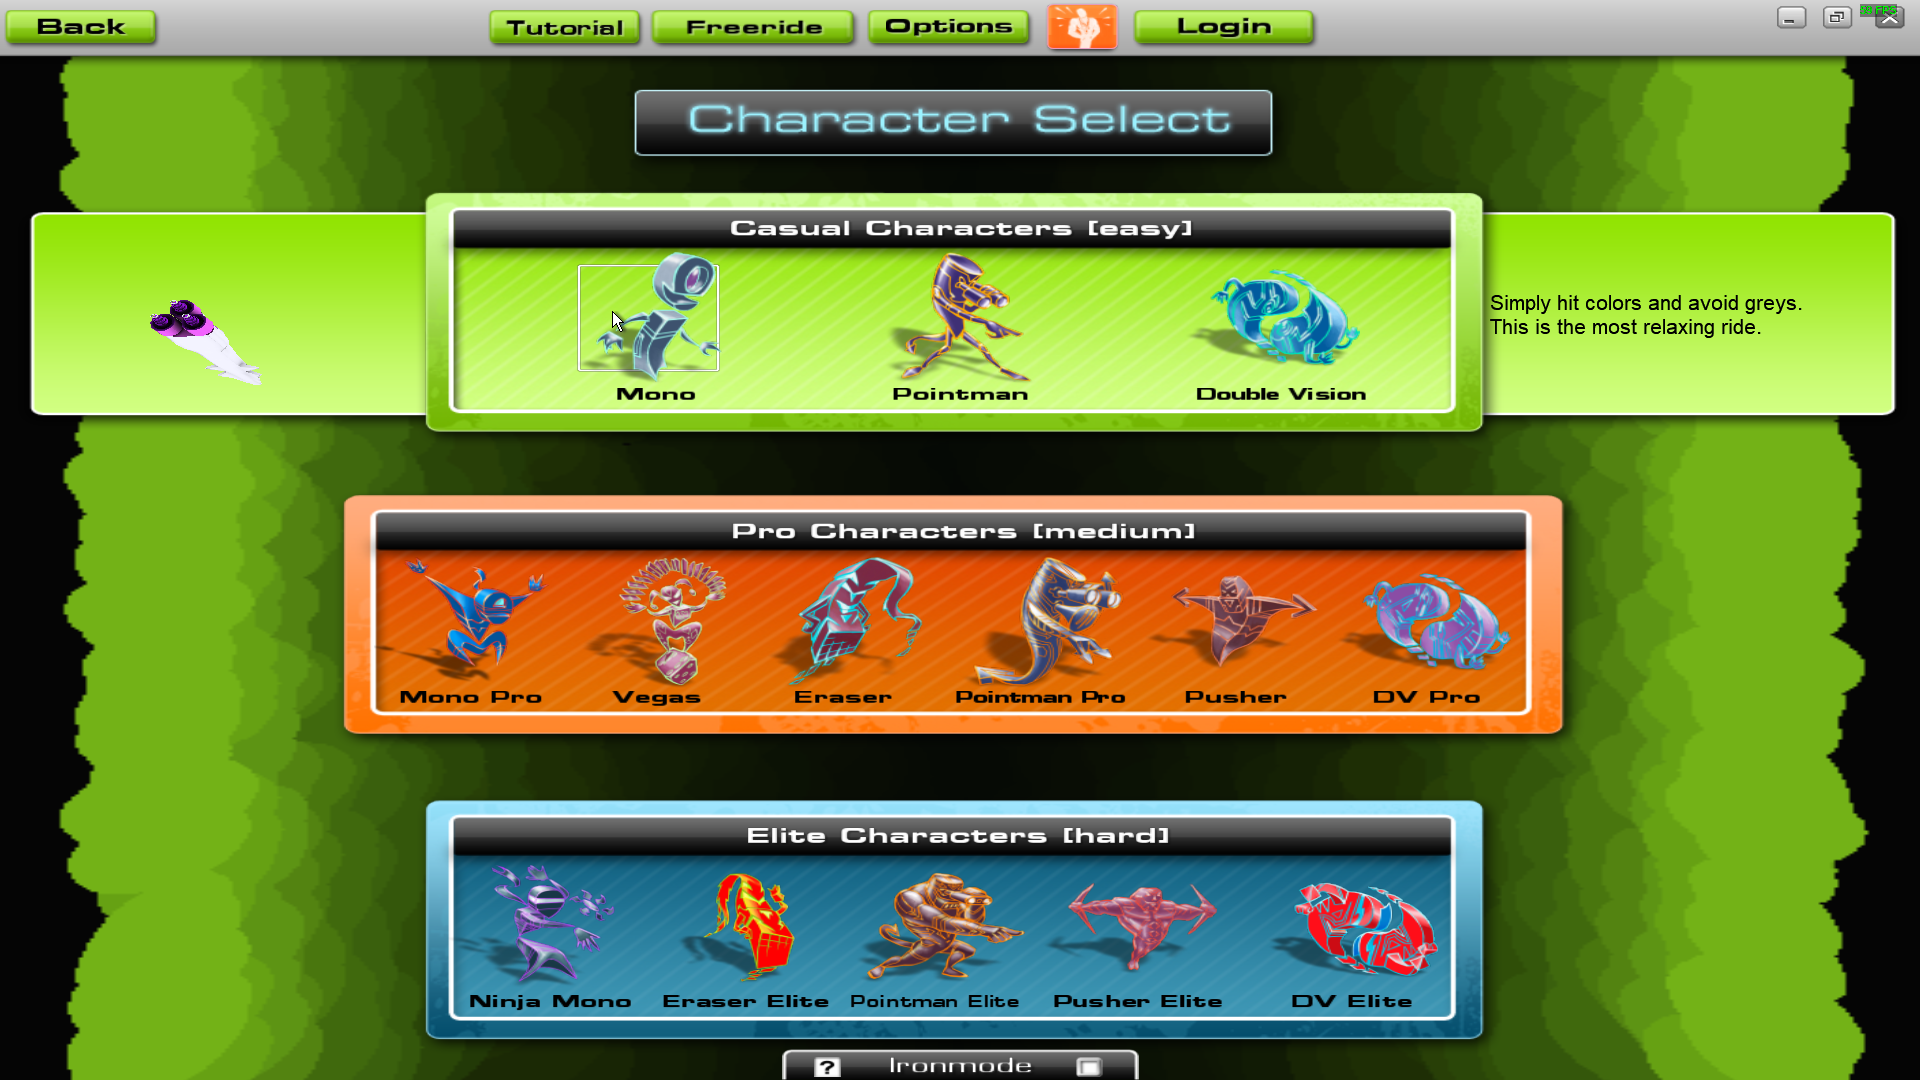 Back
Tutorial
Freeride
Options
Login
Character Select
Casual Characters [easy]
Mono
Pointman
Double Vision
Simply hit colors and avoid greys.
This is the most relaxing ride.
Pro Characters [medium]
Mono Pro
Vegas
Eraser
Pointman Pro
Pusher
DV Pro
Elite Characters [hard]
Ninja Mono
Eraser Elite
Pointman Elite
Pusher Elite
DV Elite
? Ironmode